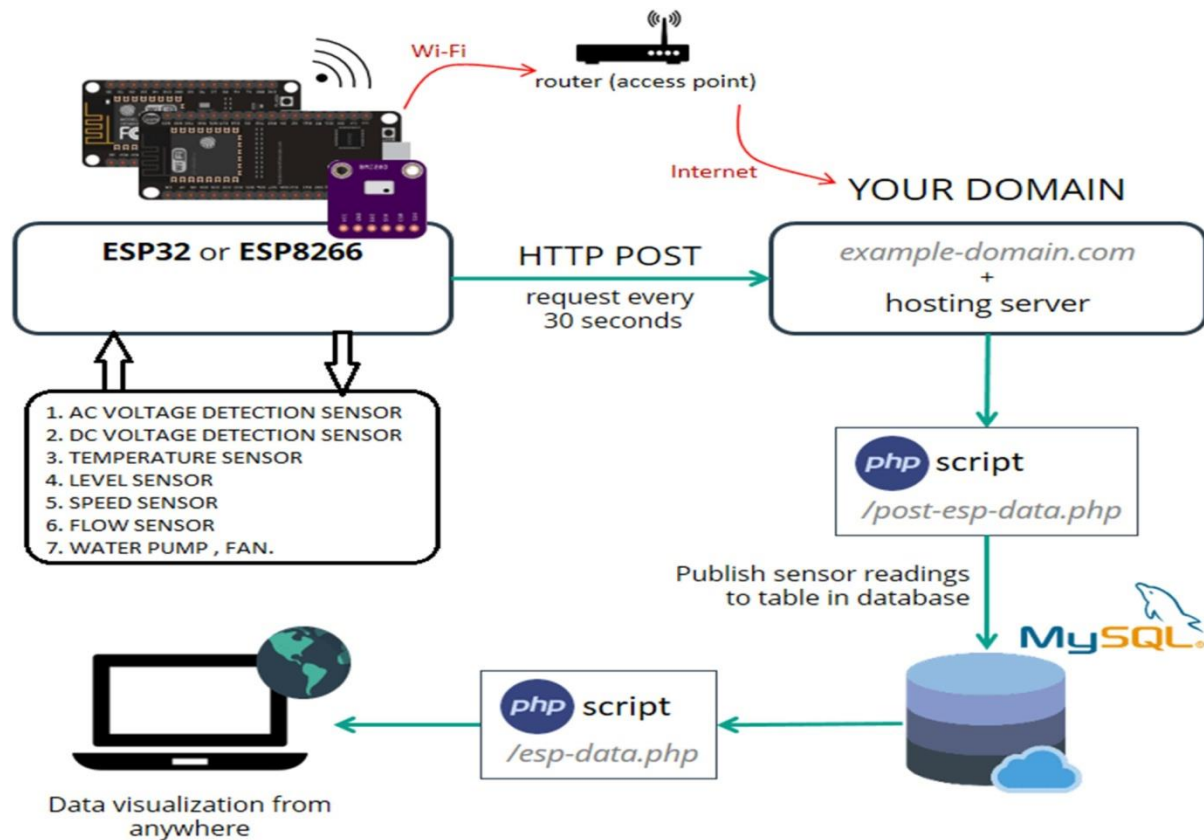 Wi-Fi
router (access point)
Internet
YOUR DOMAIN
ESP32 or ESP8266
HTTP POST
request every
30 seconds
example-domain.com
+
hosting server
1. AC VOLTAGE DETECTION SENSOR
2. DC VOLTAGE DETECTION SENSOR
3. TEMPERATURE SENSOR
4. LEVEL SENSOR
5. SPEED SENSOR
6. FLOW SENSOR
7. WATER PUMP , FAN.
php script
/post-esp-data.php
Publish sensor readings
to table in database
MySQL®
php script
/esp-data.php
Data visualization from
anywhere